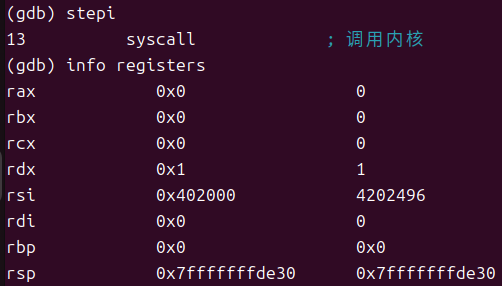 (gdb) stepi
13 syscall ; 调用内核
(gdb) info registers
rax 0x0 0
rbx 0x0 0
rcx 0x0 0
rdx 0x1 1
rsi 0x402000 4202496
rdi 0x0 0
rbp 0x0 0x0
rsp 0x7fffffffde30 0x7fffffffde30